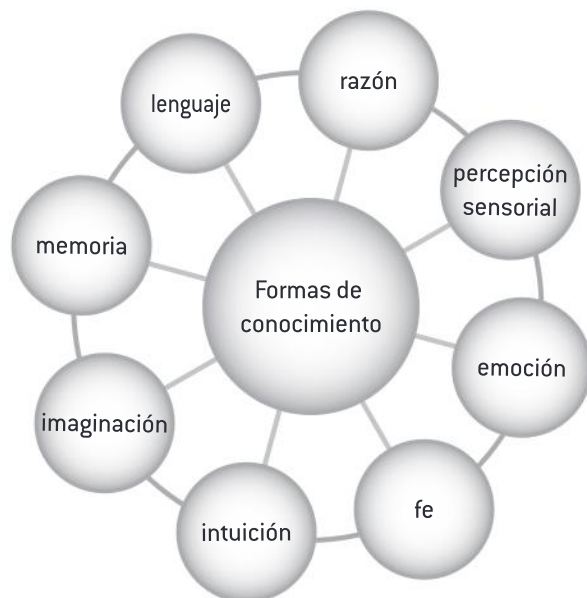 razón
lenguaje
percepción
sensorial
memoria
Formas de
conocimiento
emoción
imaginación
fe
intuición